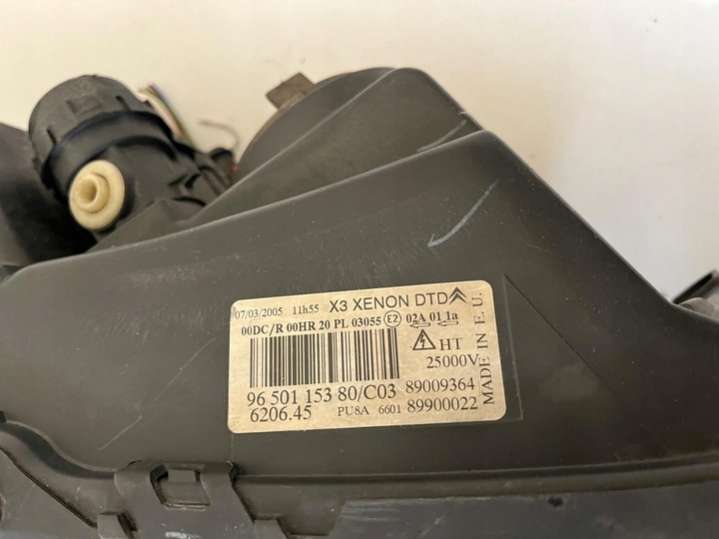 07/03/2005 11h55 X3 XENON DTD
00DC/R 00HR 20 PL 03055 E2 02A 01 1a
HT
25000V
96 501 153 80/C03 89009364
6206.45 PU8A 6601 89900022
MADE IN E.U.